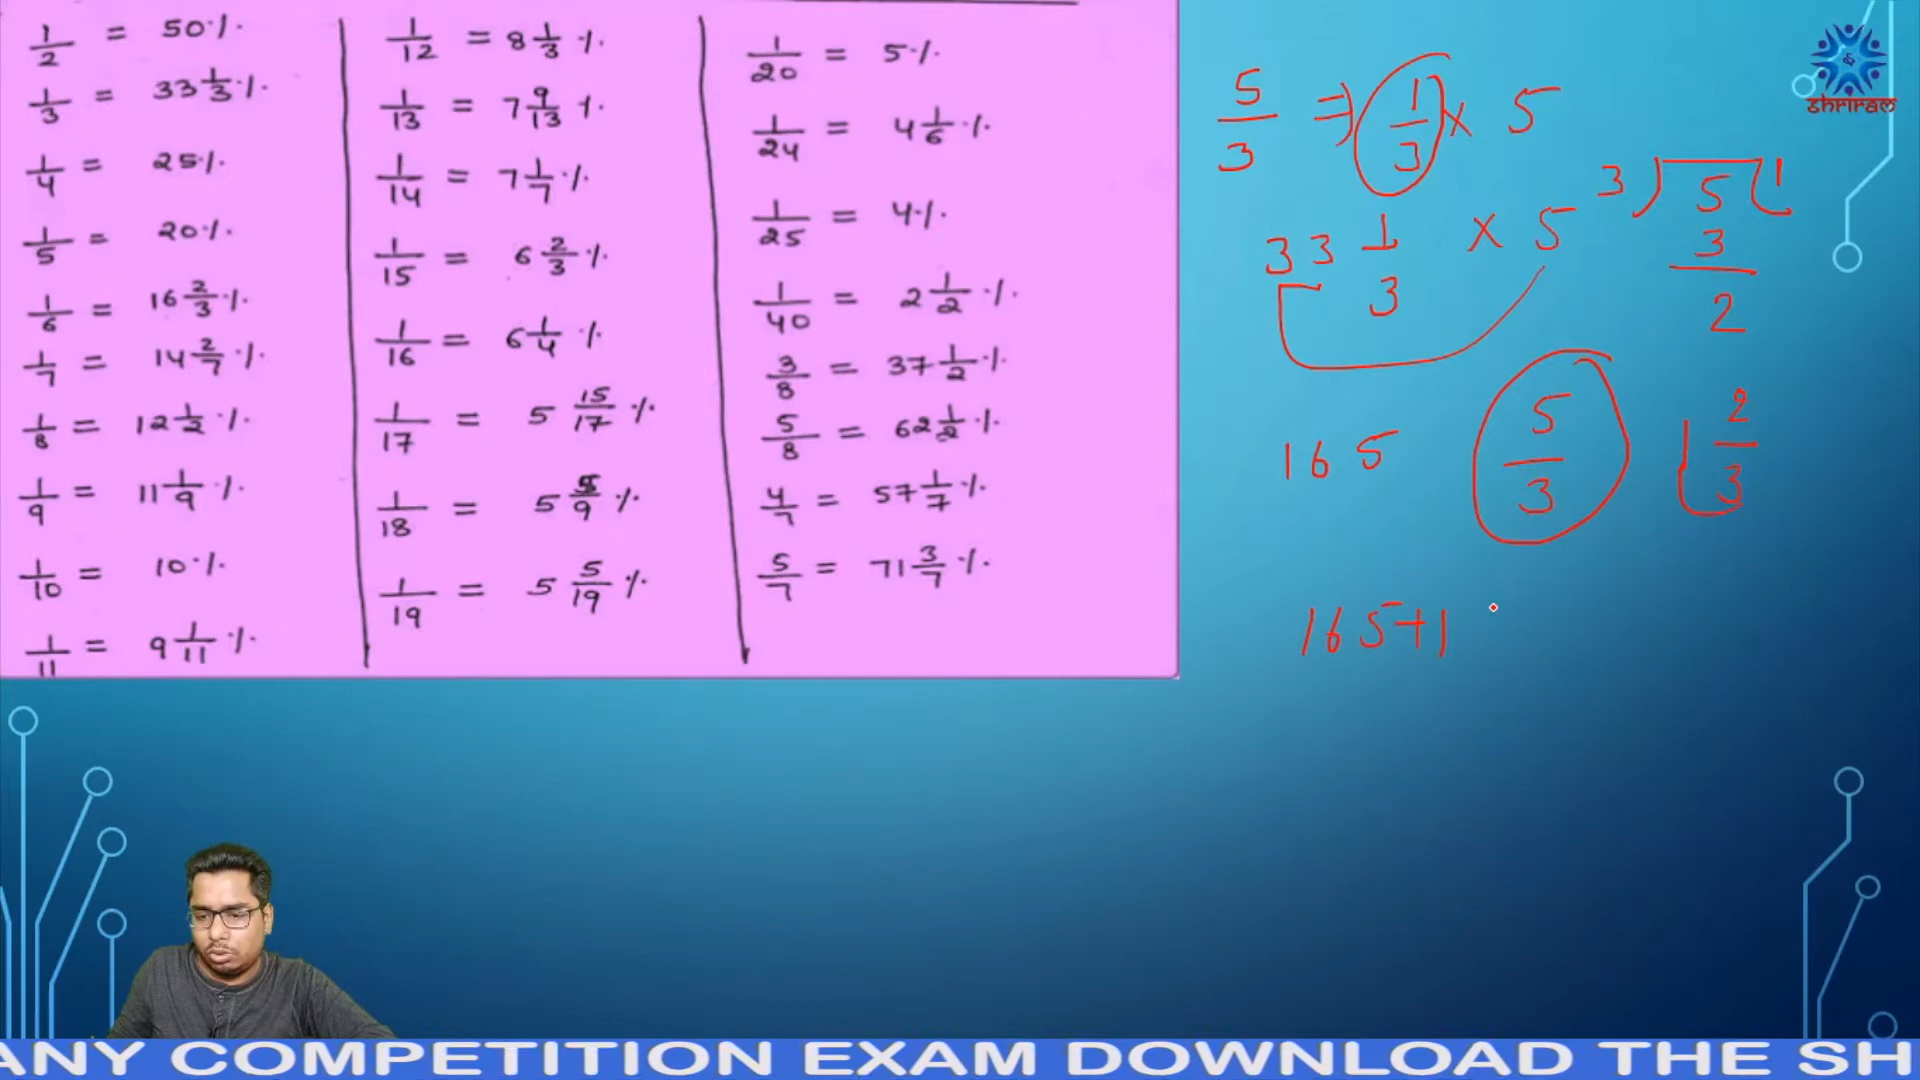 1/2 = 50%
1/3 = 33 1/3 %
1/4 = 25%
1/5 = 20%
1/6 = 16 2/3 %
1/7 = 14 2/7 %
1/8 = 12 1/2 %
1/9 = 11 1/9 %
1/10 = 10%
1/11 = 9 1/11 %
1/12 = 8 1/3 %
1/13 = 7 9/13 %
1/14 = 7 1/7 %
1/15 = 6 2/3 %
1/16 = 6 1/4 %
1/17 = 5 15/17 %
1/18 = 5 5/9 %
1/19 = 5 5/19 %
1/20 = 5%
1/24 = 4 1/6 %
1/25 = 4%
1/40 = 2 1/2 %
3/8 = 37 1/2 %
5/8 = 62 1/2 %
4/7 = 57 1/7 %
5/7 = 71 3/7 %
5/3 ⇒ 1/3 × 5
33 1/3 × 5
3 ) 5 ( 1
3
2
165 5/3 1 2/3
165+1
Shriram
ANY COMPETITION EXAM DOWNLOAD THE SH